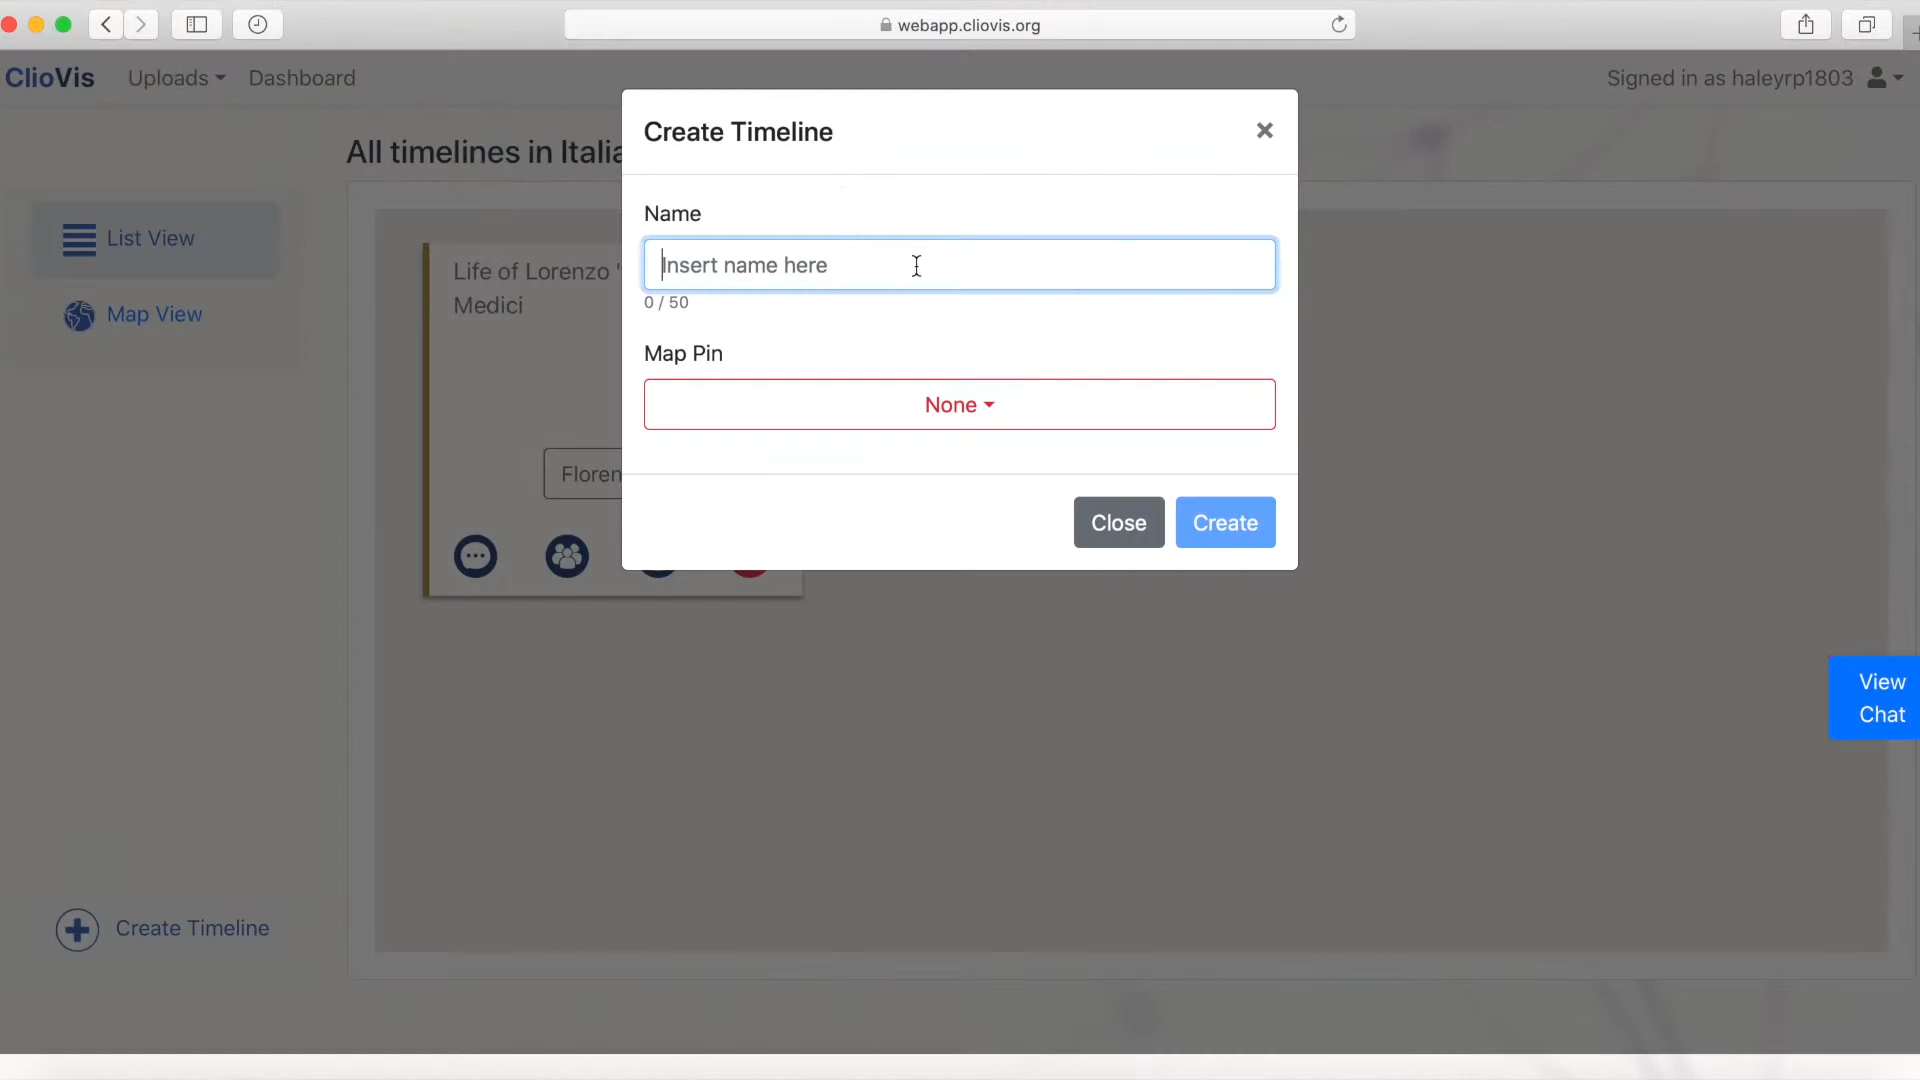 webapp.cliovis.org
ClioVis Uploads Dashboard Signed in as haleyrp1803
All timelines in
Create Timeline
List View
Map View
Life of Lorenzo
Medici
Name
Insert name here
0 / 50
Map Pin
None
Close Create
View
Chat
Create Timeline